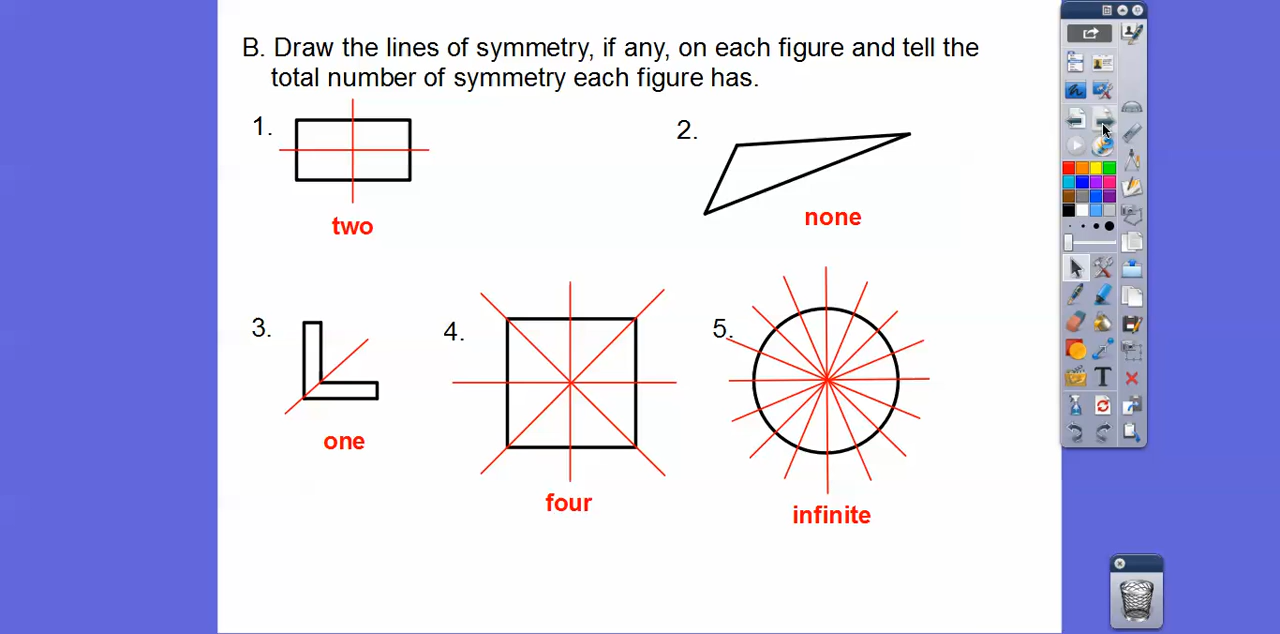 B. Draw the lines of symmetry, if any, on each figure and tell the
total number of symmetry each figure has.
1.
two
2.
none
3.
one
4.
four
5.
infinite
T